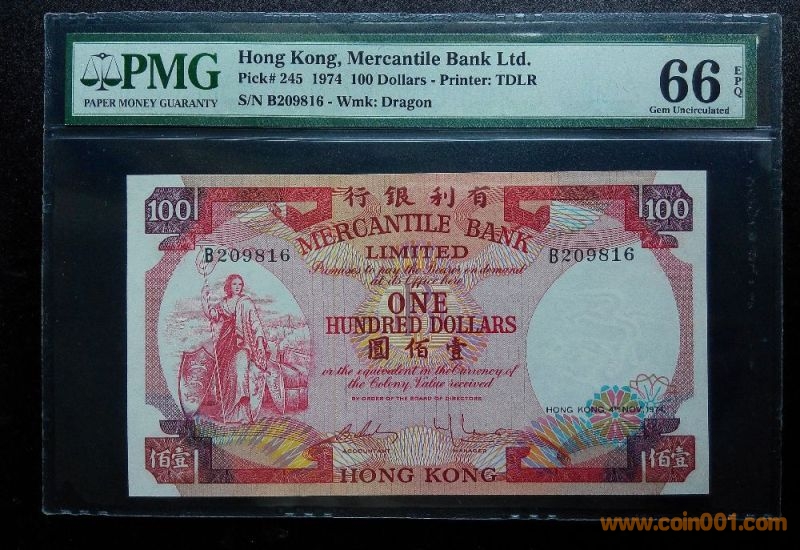 PMG
PAPER MONEY GUARANTY
Hong Kong, Mercantile Bank Ltd.
Pick# 245 1974 100 Dollars - Printer: TDLR
S/N B209816 - Wmk: Dragon
66 EPQ
Gem Uncirculated
行銀利有
100 MERCANTILE BANK 100
B209816 LIMITED B209816
Promises to pay the Bearer on demand
at its Office here
ONE
HUNDRED DOLLARS
圓佰壹
or the equivalent in the Currency of
the Colony Value received
BY ORDER OF THE BOARD OF DIRECTORS
HONG KONG, 4TH NOV, 1974
ACCOUNTANT MANAGER
佰壹 HONG KONG 佰壹
www.coin001.com